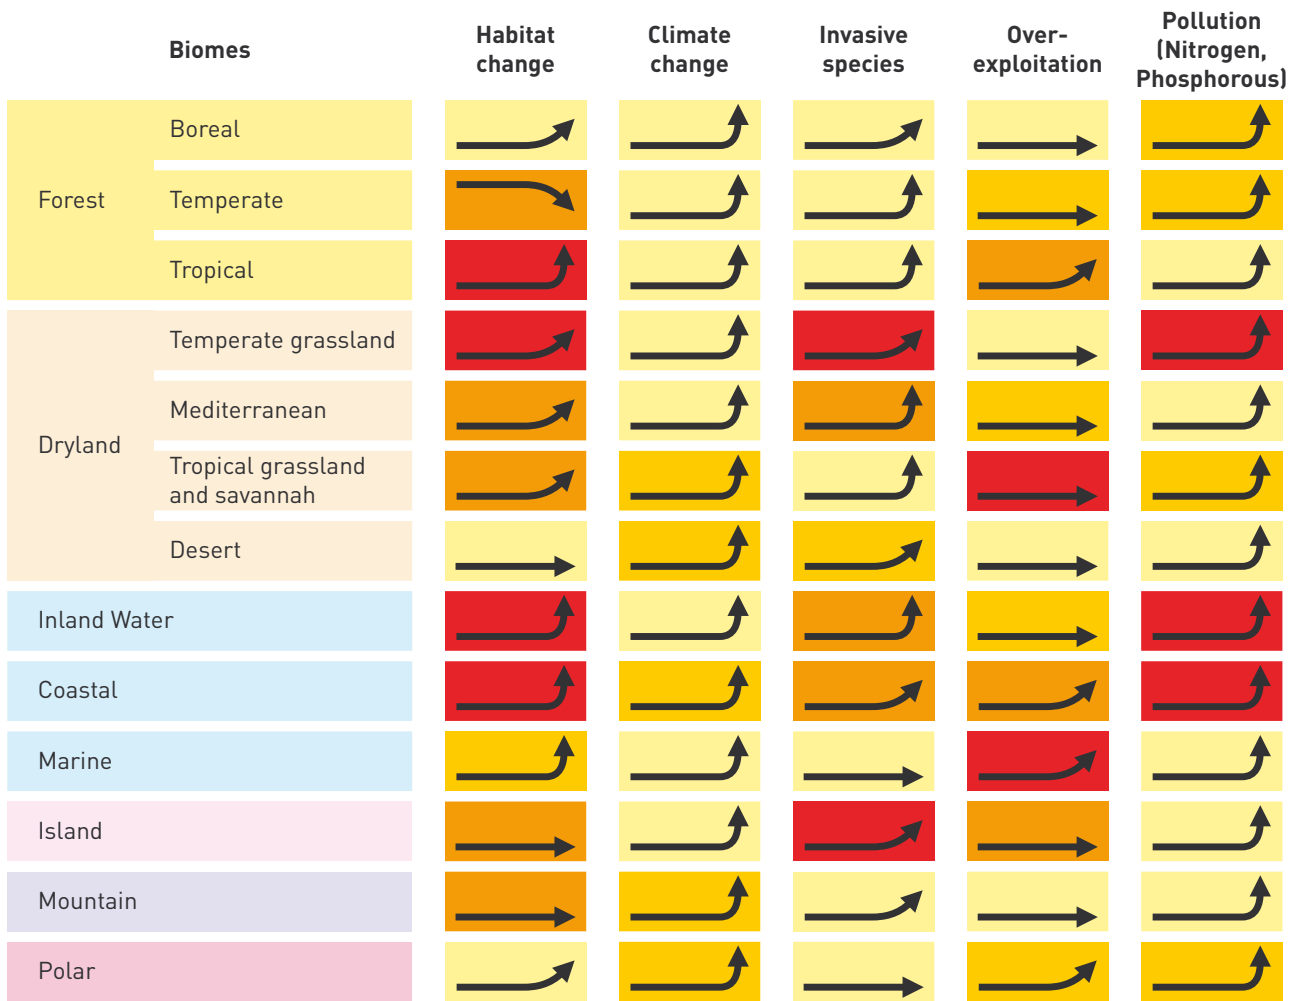 Biomes
Habitat
change
Climate
change
Invasive
species
Over-
exploitation
Pollution
(Nitrogen,
Phosphorous)
Forest
Boreal
Temperate
Tropical
Dryland
Temperate grassland
Mediterranean
Tropical grassland
and savannah
Desert
Inland Water
Coastal
Marine
Island
Mountain
Polar